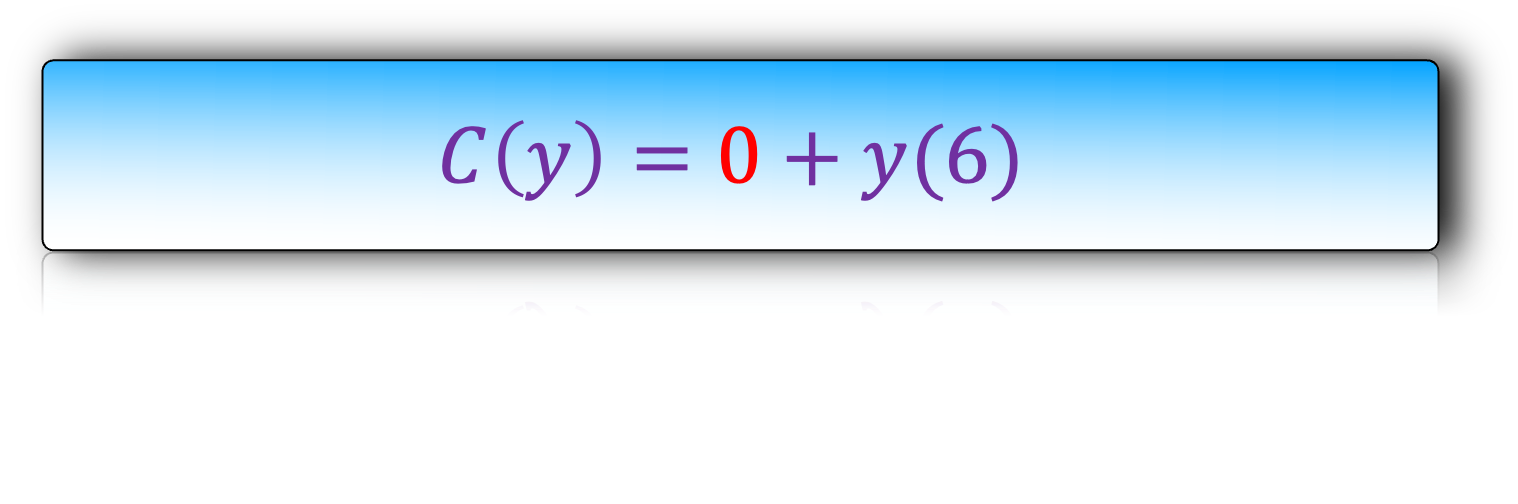 C(y) = 0 + y(6)